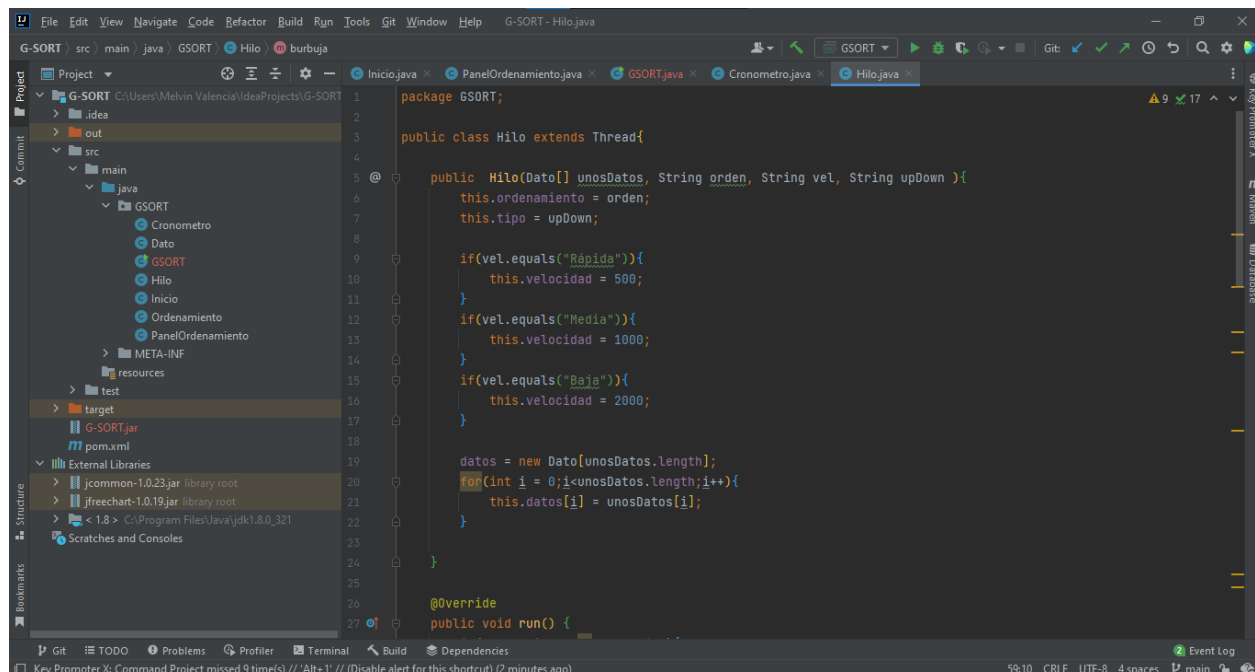 File Edit View Navigate Code Refactor Build Run Tools Git Window Help G-SORT - Hilo.java
G-SORT src main java GSORT Hilo burbuja GSORT Git:
Project
Inicio.java PanelOrdenamiento.java GSORT.java Cronometro.java Hilo.java
Project
Commit
Structure
Bookmarks
G-SORT C:\Users\Melvin Valencia\IdeaProjects\G-SORT
.idea
out
src
main
java
GSORT
Cronometro
Dato
GSORT
Hilo
Inicio
Ordenamiento
PanelOrdenamiento
META-INF
resources
test
target
G-SORT.jar
pom.xml
External Libraries
jcommon-1.0.23.jar library root
jfreechart-1.0.19.jar library root
< 1.8 > C:\Program Files\Java\jdk1.8.0_321
Scratches and Consoles
9 17
1 package GSORT;
2
3 public class Hilo extends Thread{
4
5 @ public Hilo(Dato[] unosDatos, String orden, String vel, String upDown ){
6 this.ordenamiento = orden;
7 this.tipo = upDown;
8
9 if(vel.equals("Rápida")){
10 this.velocidad = 500;
11 }
12 if(vel.equals("Media")){
13 this.velocidad = 1000;
14 }
15 if(vel.equals("Baja")){
16 this.velocidad = 2000;
17 }
18
19 datos = new Dato[unosDatos.length];
20 for(int i = 0;i<unosDatos.length;i++){
21 this.datos[i] = unosDatos[i];
22 }
23
24 }
25
26 @Override
27 public void run() {
Key Promoter X
Maven
Database
Git TODO Problems Profiler Terminal Build Dependencies 2 Event Log
Key Promoter X: Command Project missed 9 time(s) // 'Alt+1' // (Disable alert for this shortcut) (2 minutes ago) 59:10 CRLF UTF-8 4 spaces main